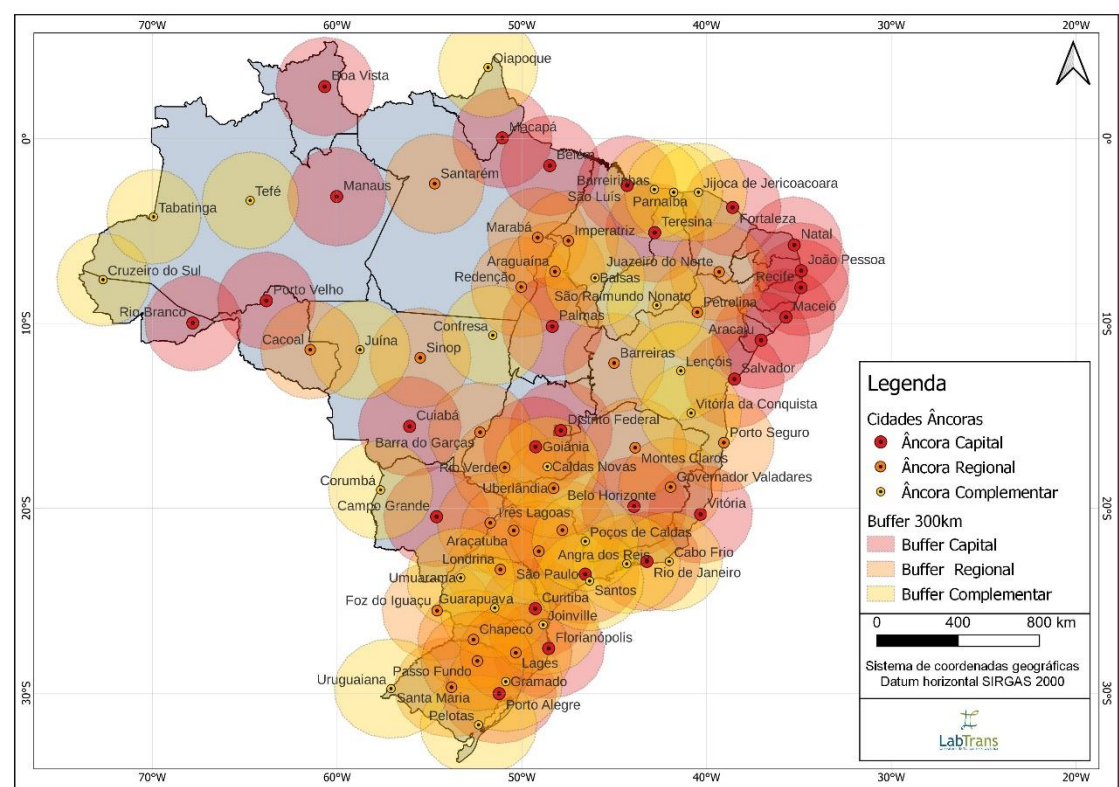 70°W
60°W
50°W
40°W
30°W
20°W
0°
10°S
20°S
30°S
0°
10°S
20°S
30°S
Boa Vista
Oiapoque
Macapá
Belém
Barreirinhas
Jijoca de Jericoacoara
Santarém
Manaus
Tefé
São Luís
Parnaíba
Tabatinga
Teresina
Fortaleza
Marabá
Imperatriz
Natal
Araguaína
Juazeiro do Norte
João Pessoa
Cruzeiro do Sul
Redenção
Balsas
Recife
Porto Velho
São Raimundo Nonato
Petrolina
Maceió
Rio Branco
Palmas
Confresa
Aracaju
Cacoal
Juína
Sinop
Barreiras
Lençóis
Salvador
Vitória da Conquista
Cuiabá
Distrito Federal
Barra do Garças
Goiânia
Porto Seguro
Montes Claros
Rio Verde
Caldas Novas
Corumbá
Uberlândia
Governador Valadares
Campo Grande
Belo Horizonte
Vitória
Três Lagoas
Araçatuba
Poços de Caldas
Londrina
Angra dos Reis
Cabo Frio
Umuarama
São Paulo
Rio de Janeiro
Santos
Foz do Iguaçu
Guarapuava
Curitiba
Joinville
Chapecó
Florianópolis
Lages
Passo Fundo
Uruguaiana
Gramado
Santa Maria
Porto Alegre
Pelotas
Legenda
Cidades Âncoras
Âncora Capital
Âncora Regional
Âncora Complementar
Buffer 300km
Buffer Capital
Buffer Regional
Buffer Complementar
0 400 800 km
Sistema de coordenadas geográficas
Datum horizontal SIRGAS 2000
LabTrans
70°W
60°W
50°W
40°W
30°W
20°W